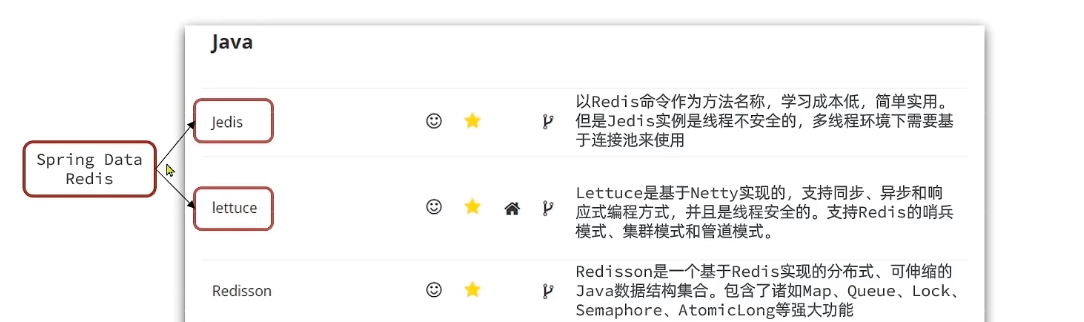 Java
Spring Data
Redis
Jedis
以Redis命令作为方法名称，学习成本低，简单实用。
但是Jedis实例是线程不安全的，多线程环境下需要基
于连接池来使用
lettuce
Lettuce是基于Netty实现的，支持同步、异步和响
应式编程方式，并且是线程安全的。支持Redis的哨兵
模式、集群模式和管道模式。
Redisson
Redisson是一个基于Redis实现的分布式、可伸缩的
Java数据结构集合。包含了诸如Map、Queue、Lock、
Semaphore、AtomicLong等强大功能